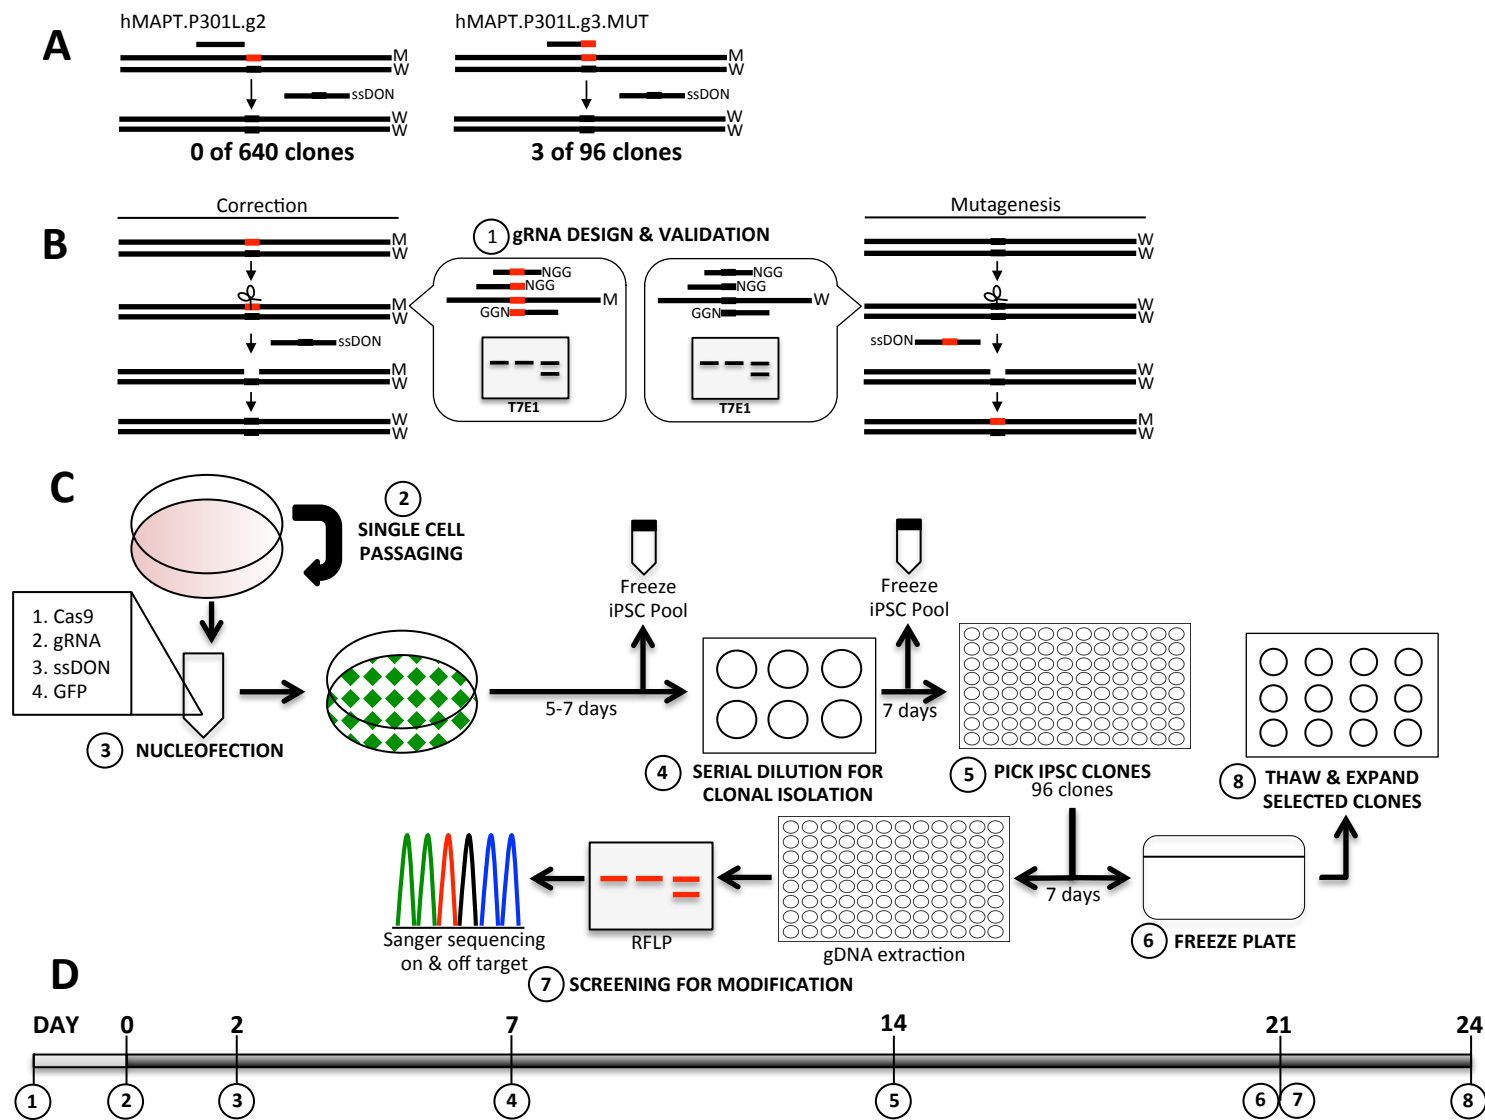 A
hMAPT.P301L.g2
M
W
ssDON
W
W
0 of 640 clones
hMAPT.P301L.g3.MUT
M
W
ssDON
W
W
3 of 96 clones
B
Correction
M
W
M
W
ssDON
M
W
W
W
1 gRNA DESIGN & VALIDATION
NGG
NGG
M
GGN
T7E1
NGG
NGG
W
GGN
T7E1
Mutagenesis
W
W
W
W
ssDON
W
W
M
W
C
2
SINGLE CELL
PASSAGING
1. Cas9
2. gRNA
3. ssDON
4. GFP
3 NUCLEOFECTION
5-7 days
Freeze
iPSC Pool
4 SERIAL DILUTION FOR
CLONAL ISOLATION
Freeze
iPSC Pool
7 days
5 PICK IPSC CLONES
96 clones
7 days
6 FREEZE PLATE
8 THAW & EXPAND
SELECTED CLONES
gDNA extraction
RFLP
Sanger sequencing
on & off target
7 SCREENING FOR MODIFICATION
D
DAY 0 2 7 14 21 24
1 2 3 4 5 6 7 8